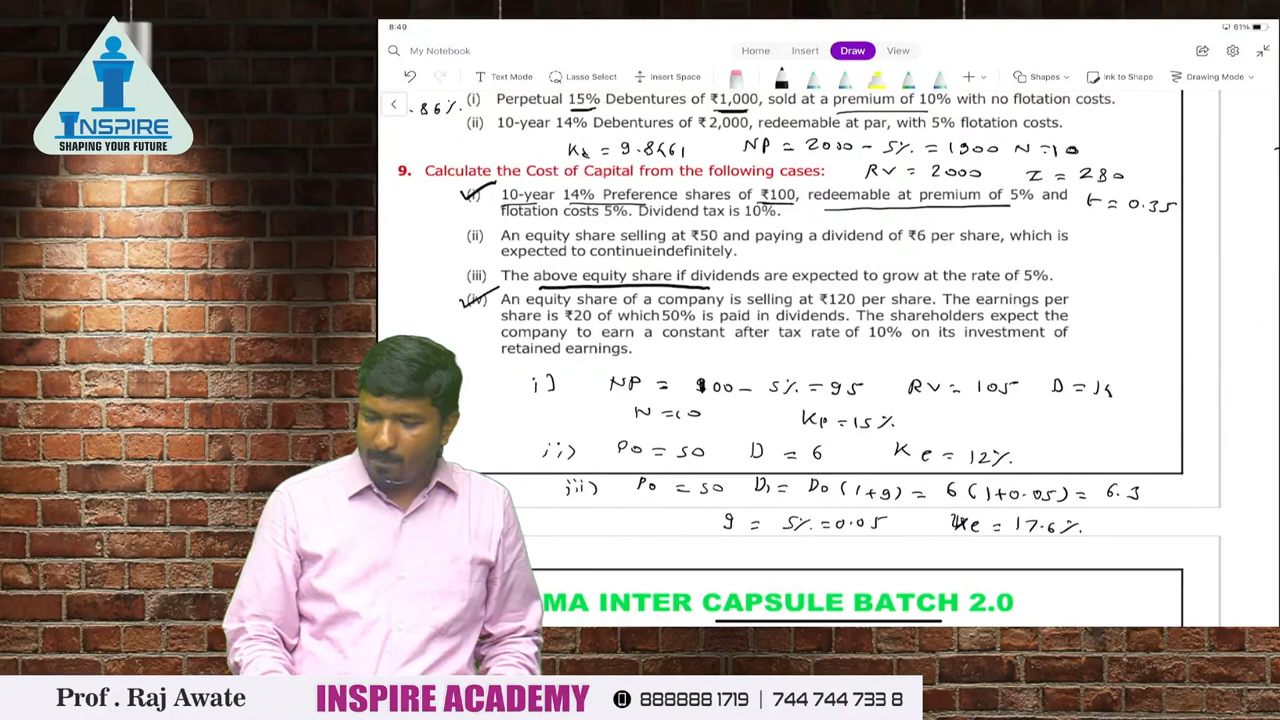 8:49
61%
My Notebook
Home Insert Draw View
Text Mode Lasso Select Insert Space Shapes Ink to Shape Drawing Mode
INSPIRE
SHAPING YOUR FUTURE
.86%.
(i) Perpetual 15% Debentures of ₹1,000, sold at a premium of 10% with no flotation costs.
(ii) 10-year 14% Debentures of ₹2,000, redeemable at par, with 5% flotation costs.
NP = 2000 - 5% = 1900 N = 10
9. Calculate the Cost of Capital from the following cases:
RV = 2000 I = 280
(i) 10-year 14% Preference shares of ₹100, redeemable at premium of 5% and
flotation costs 5%. Dividend tax is 10%.
t = 0.35
(ii) An equity share selling at ₹50 and paying a dividend of ₹6 per share, which is
expected to continueindefinitely.
(iii) The above equity share if dividends are expected to grow at the rate of 5%.
(iv) An equity share of a company is selling at ₹120 per share. The earnings per
share is ₹20 of which50% is paid in dividends. The shareholders expect the
company to earn a constant after tax rate of 10% on its investment of
retained earnings.
i) NP = 100 - 5% = 95 RV = 105 D = 14
N = 10 Kp = 15%
ii) P0 = 50 D = 6 Ke = 12%.
iii) P0 = 50 D1 = D0 (1+g) = 6 (1+0.05) = 6.3
g = 5% = 0.05 Ke = 17.6%.
MA INTER CAPSULE BATCH 2.0
Prof . Raj Awate INSPIRE ACADEMY 888888 1719 | 744 744 733 8